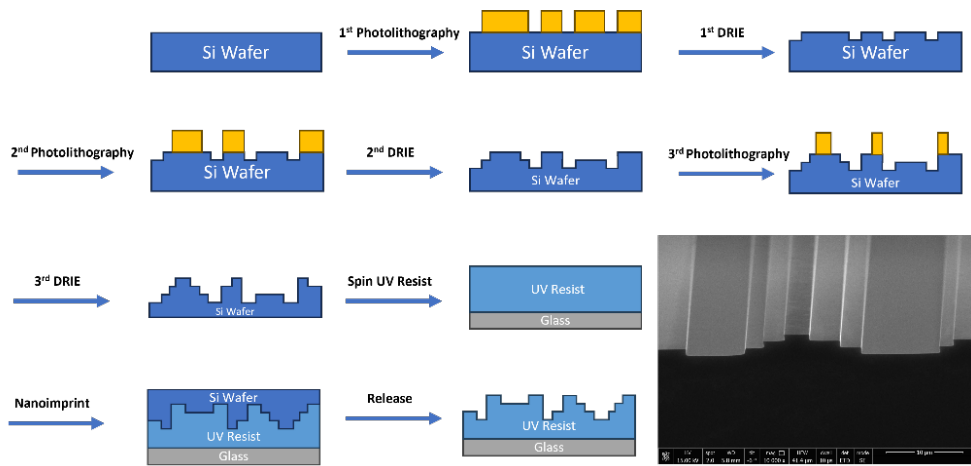 1st Photolithography
1st DRIE
Si Wafer
Si Wafer
Si Wafer
2nd Photolithography
2nd DRIE
3rd Photolithography
Si Wafer
Si Wafer
Si Wafer
3rd DRIE
Spin UV Resist
Si Wafer
UV Resist
Glass
Nanoimprint
Release
Si Wafer
UV Resist
UV Resist
Glass
Glass